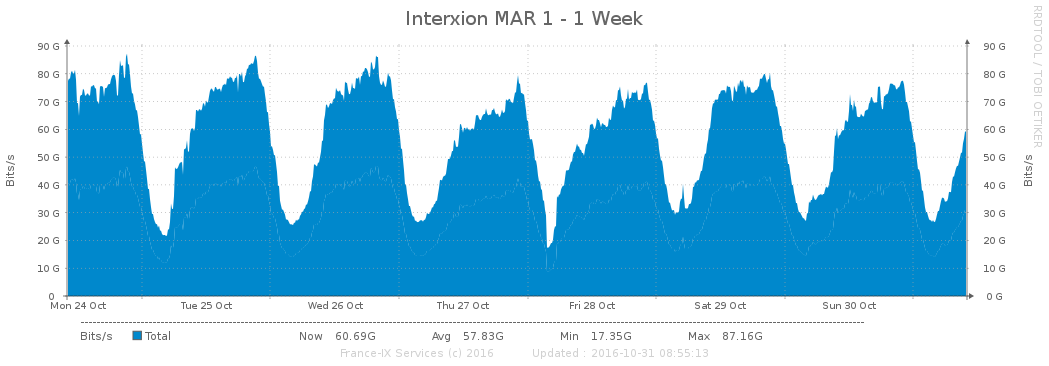 Interxion MAR 1 - 1 Week
RRDTOOL / TOBI OETIKER
Bits/s
90 G
80 G
70 G
60 G
50 G
40 G
30 G
20 G
10 G
0
90 G
80 G
70 G
60 G
50 G
40 G
30 G
20 G
10 G
0 G
Bits/s
Mon 24 Oct Tue 25 Oct Wed 26 Oct Thu 27 Oct Fri 28 Oct Sat 29 Oct Sun 30 Oct
Bits/s Total Now 60.69G Avg 57.83G Min 17.35G Max 87.16G
France-IX Services (c) 2016 Updated : 2016-10-31 08:55:13